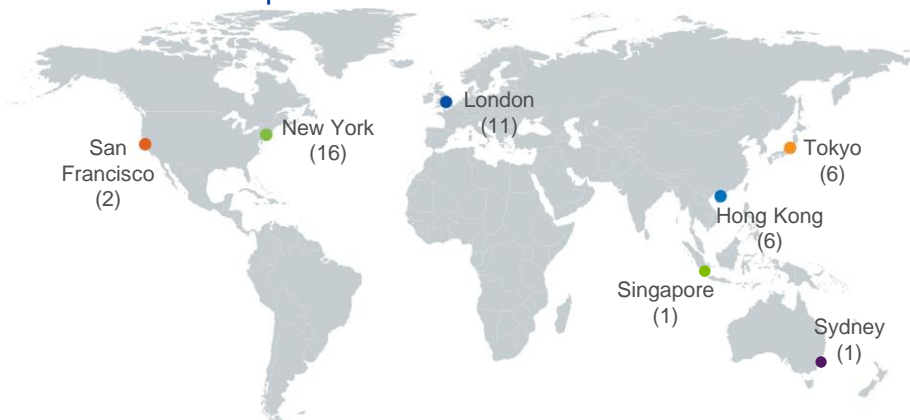 London
(11)
New York
(16)
San
Francisco
(2)
Tokyo
(6)
Hong Kong
(6)
Singapore
(1)
Sydney
(1)